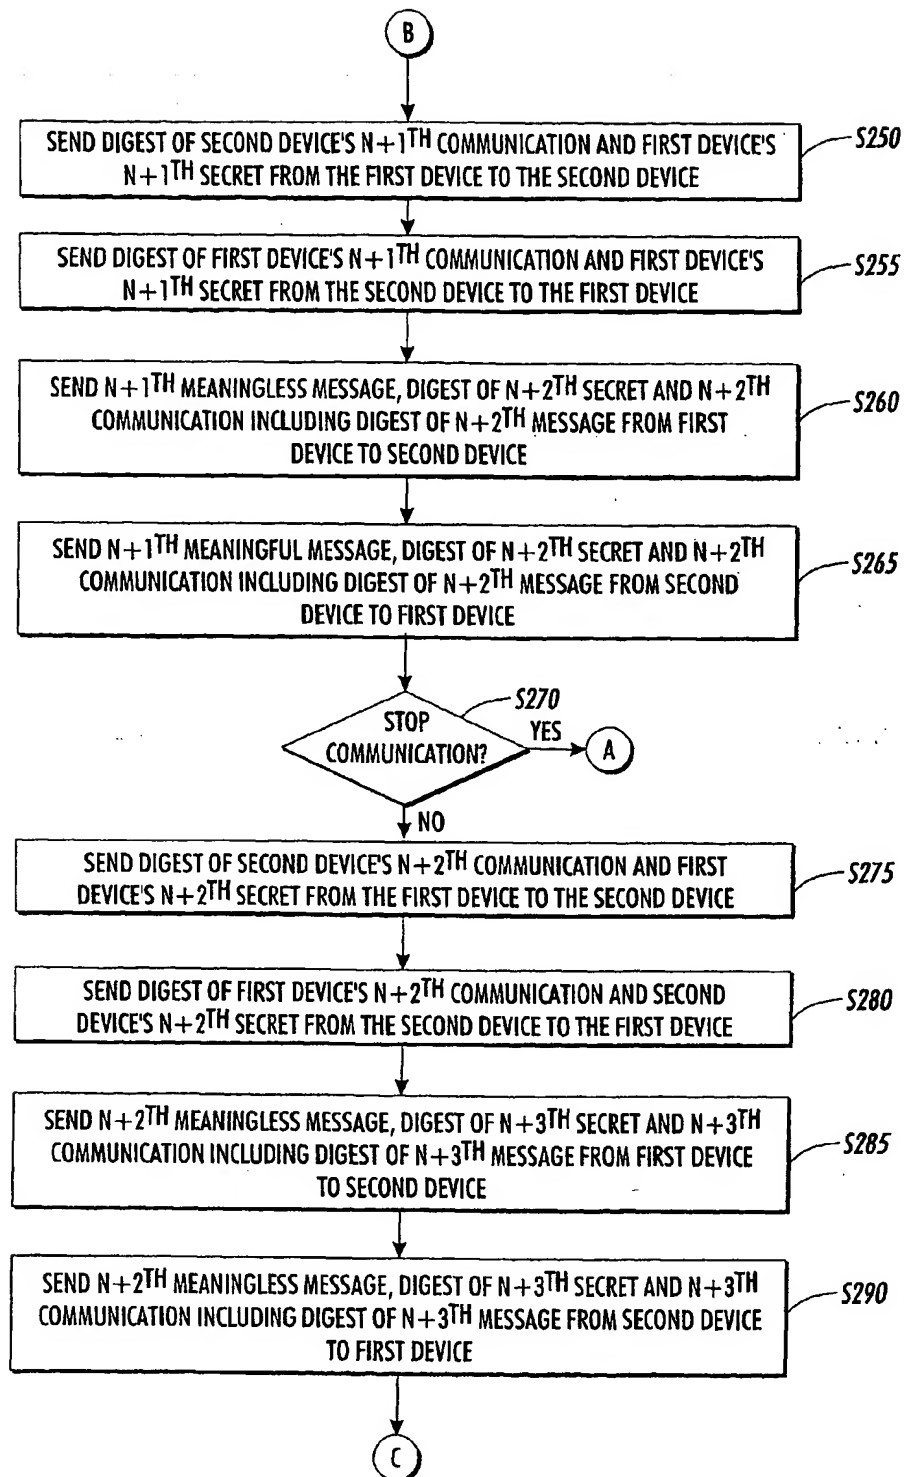 B
SEND DIGEST OF SECOND DEVICE'S N+1TH COMMUNICATION AND FIRST DEVICE'S
N+1TH SECRET FROM THE FIRST DEVICE TO THE SECOND DEVICE
S250
SEND DIGEST OF FIRST DEVICE'S N+1TH COMMUNICATION AND FIRST DEVICE'S
N+1TH SECRET FROM THE SECOND DEVICE TO THE FIRST DEVICE
S255
SEND N+1TH MEANINGLESS MESSAGE, DIGEST OF N+2TH SECRET AND N+2TH
COMMUNICATION INCLUDING DIGEST OF N+2TH MESSAGE FROM FIRST
DEVICE TO SECOND DEVICE
S260
SEND N+1TH MEANINGFUL MESSAGE, DIGEST OF N+2TH SECRET AND N+2TH
COMMUNICATION INCLUDING DIGEST OF N+2TH MESSAGE FROM SECOND
DEVICE TO FIRST DEVICE
S265
S270
STOP
COMMUNICATION?
YES
A
NO
SEND DIGEST OF SECOND DEVICE'S N+2TH COMMUNICATION AND FIRST
DEVICE'S N+2TH SECRET FROM THE FIRST DEVICE TO THE SECOND DEVICE
S275
SEND DIGEST OF FIRST DEVICE'S N+2TH COMMUNICATION AND SECOND
DEVICE'S N+2TH SECRET FROM THE SECOND DEVICE TO THE FIRST DEVICE
S280
SEND N+2TH MEANINGLESS MESSAGE, DIGEST OF N+3TH SECRET AND N+3TH
COMMUNICATION INCLUDING DIGEST OF N+3TH MESSAGE FROM FIRST DEVICE
TO SECOND DEVICE
S285
SEND N+2TH MEANINGLESS MESSAGE, DIGEST OF N+3TH SECRET AND N+3TH
COMMUNICATION INCLUDING DIGEST OF N+3TH MESSAGE FROM SECOND DEVICE
TO FIRST DEVICE
S290
C